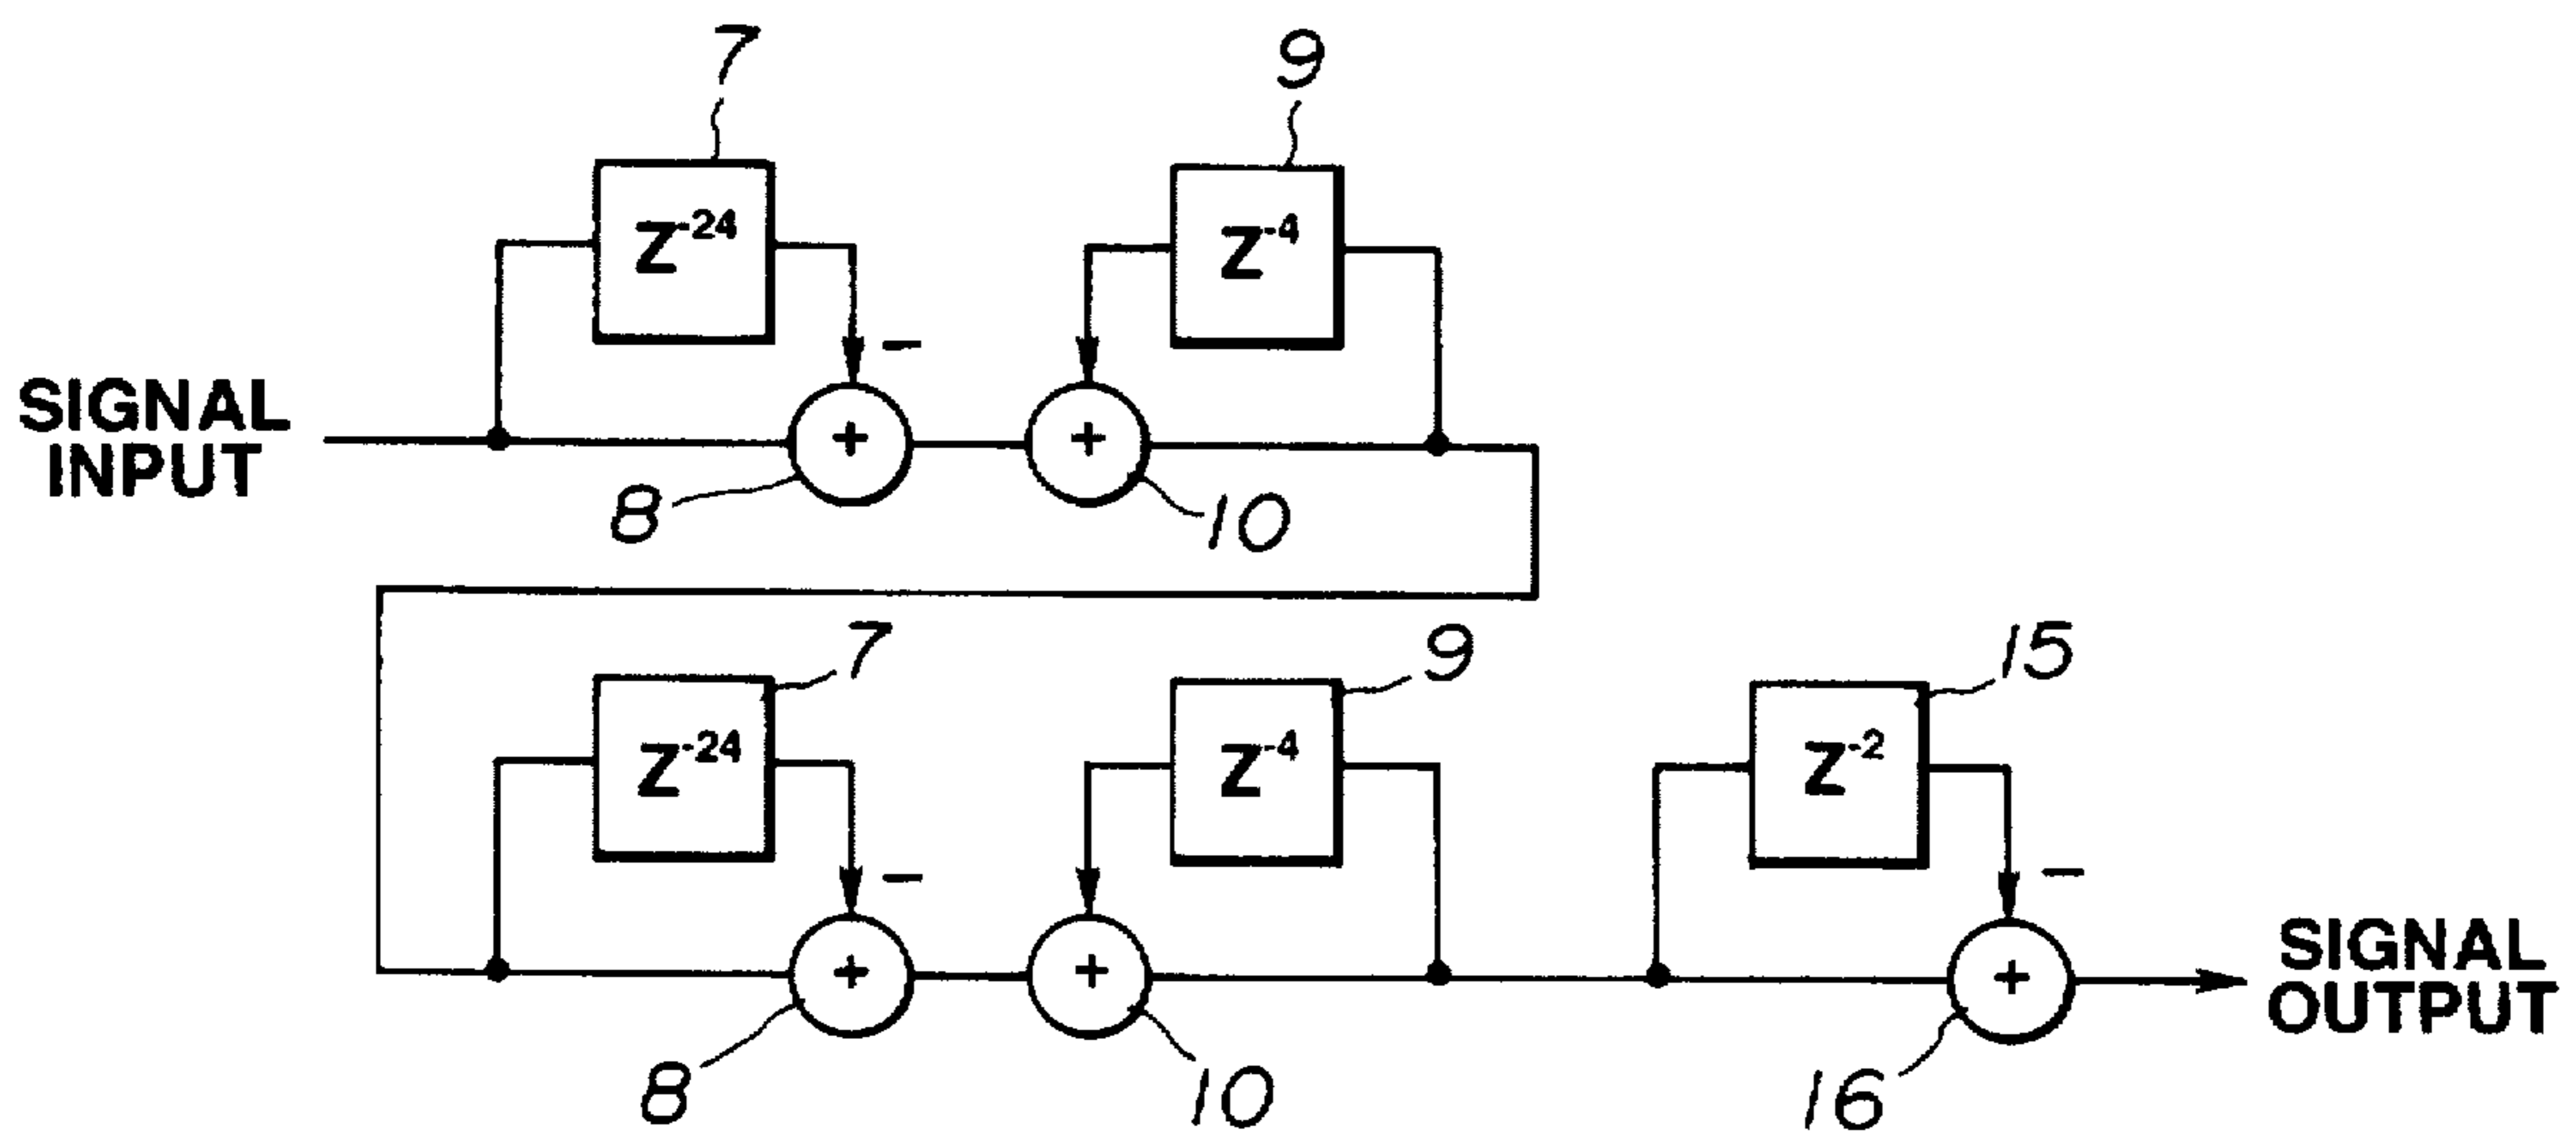 7
9
Z-24
Z-4
-
SIGNAL
INPUT
+
+
8
10
7
9
15
Z-24
Z-4
Z-2
-
-
+
+
+
SIGNAL
OUTPUT
8
10
16